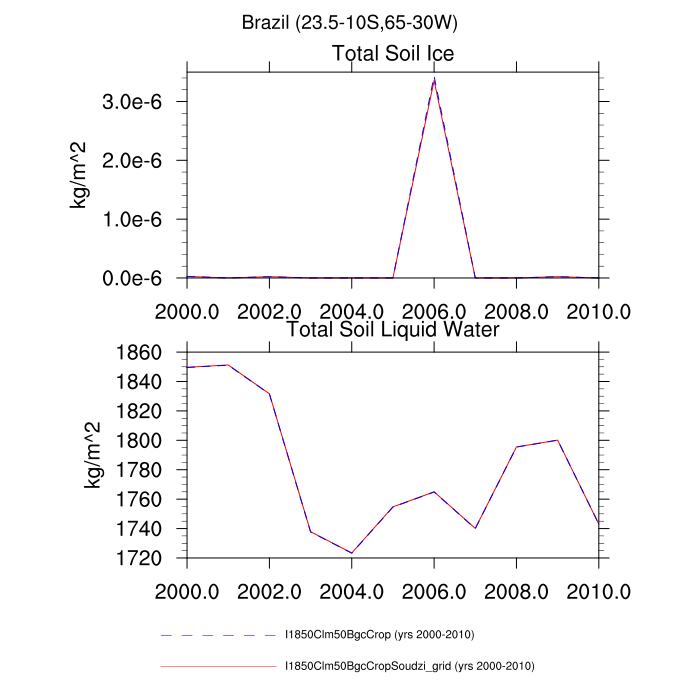 Brazil (23.5-10S,65-30W)
Total Soil Ice
kg/m^2
3.0e-6
2.0e-6
1.0e-6
0.0e-6
2000.0 2002.0 2004.0 2006.0 2008.0 2010.0
Total Soil Liquid Water
kg/m^2
1860
1840
1820
1800
1780
1760
1740
1720
2000.0 2002.0 2004.0 2006.0 2008.0 2010.0
I1850Clm50BgcCrop (yrs 2000-2010)
I1850Clm50BgcCropSoudzi_grid (yrs 2000-2010)